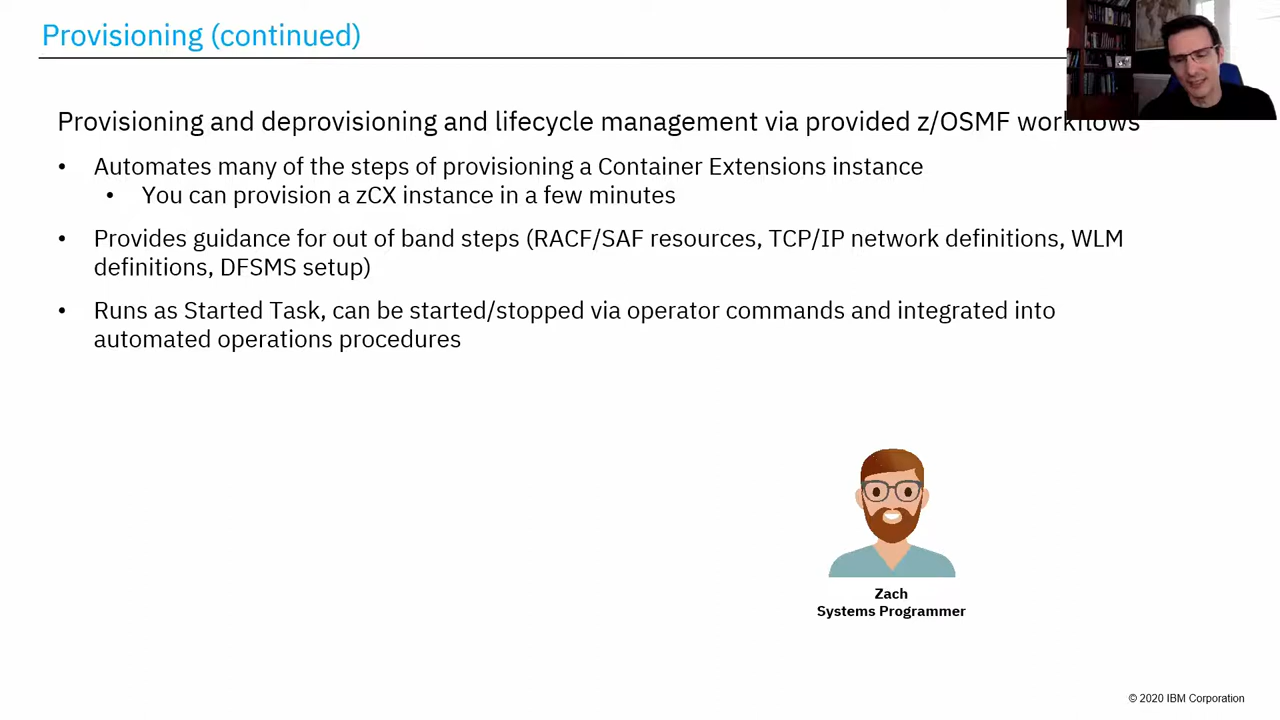 Provisioning (continued)
Provisioning and deprovisioning and lifecycle management via provided z/OSMF workflows
• Automates many of the steps of provisioning a Container Extensions instance
• You can provision a zCX instance in a few minutes
• Provides guidance for out of band steps (RACF/SAF resources, TCP/IP network definitions, WLM
definitions, DFSMS setup)
• Runs as Started Task, can be started/stopped via operator commands and integrated into
automated operations procedures
Zach
Systems Programmer
© 2020 IBM Corporation